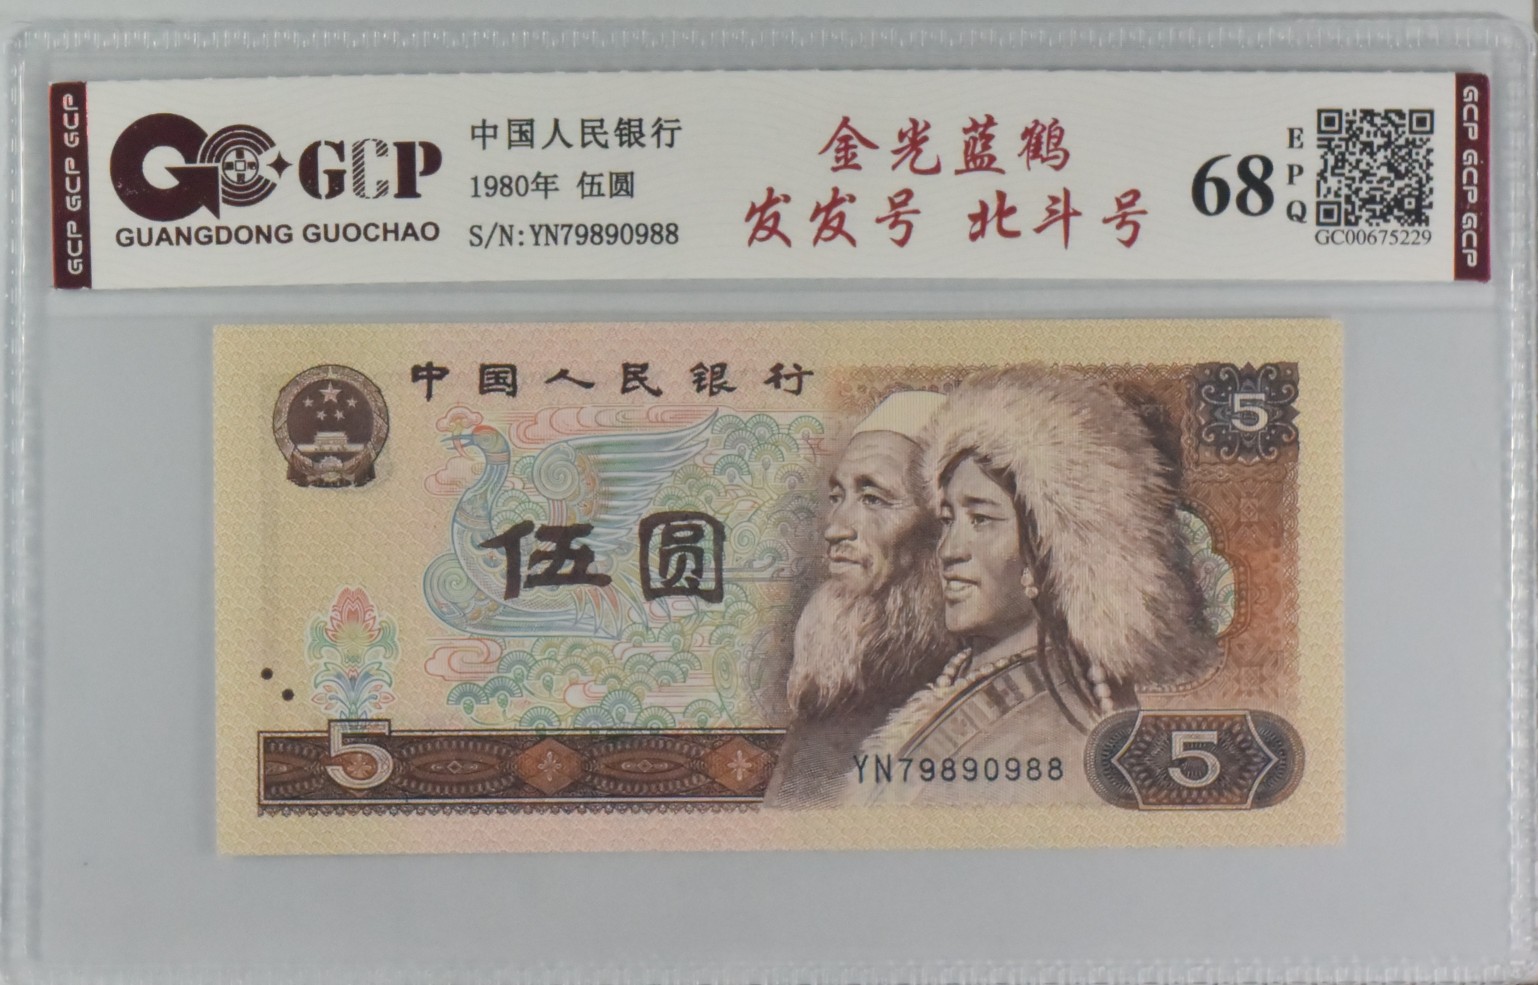 GCP GCP GCP
GCP
GUANGDONG GUOCHAO
中国人民银行
1980年 伍圆
S/N:YN79890988
金光蓝鹤
发发号 北斗号
68
EPQ
GC00675229
GCP GCP GCP
中国人民银行
5
伍圆
5
YN79890988
5